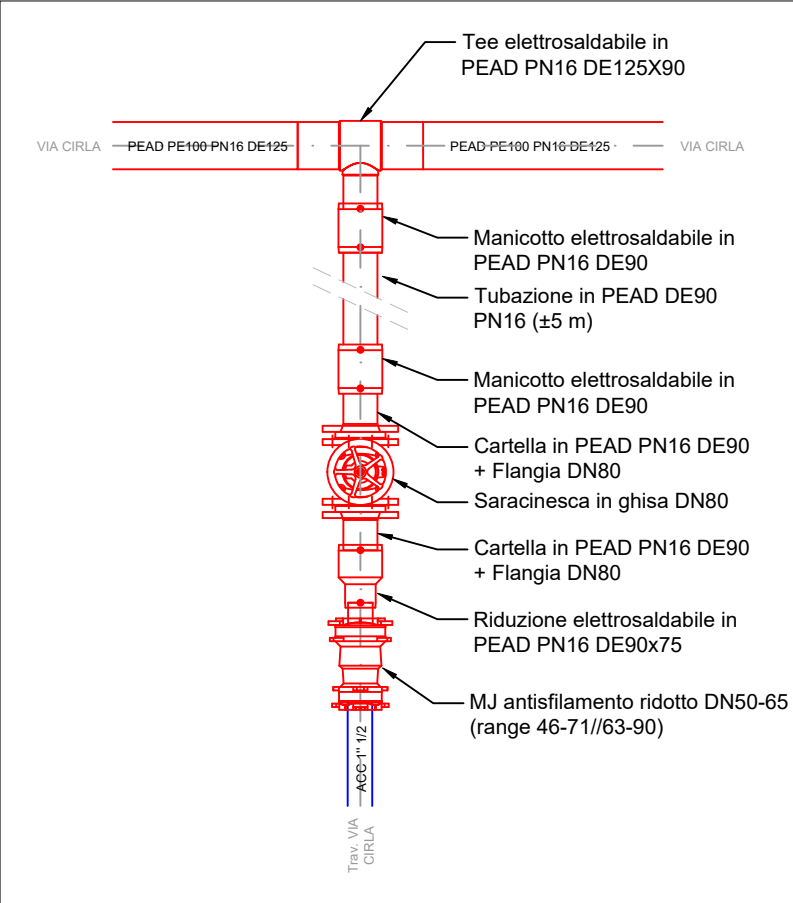 Tee elettrosaldabile in
PEAD PN16 DE125X90
VIA CIRLA
PEAD PE100 PN16 DE125
PEAD PE100 PN16 DE125
VIA CIRLA
Manicotto elettrosaldabile in
PEAD PN16 DE90
Tubazione in PEAD DE90
PN16 (±5 m)
Manicotto elettrosaldabile in
PEAD PN16 DE90
Cartella in PEAD PN16 DE90
+ Flangia DN80
Saracinesca in ghisa DN80
Cartella in PEAD PN16 DE90
+ Flangia DN80
Riduzione elettrosaldabile in
PEAD PN16 DE90x75
MJ antisfilamento ridotto DN50-65
(range 46-71//63-90)
ACC 1" 1/2
Trav. VIA
CIRLA